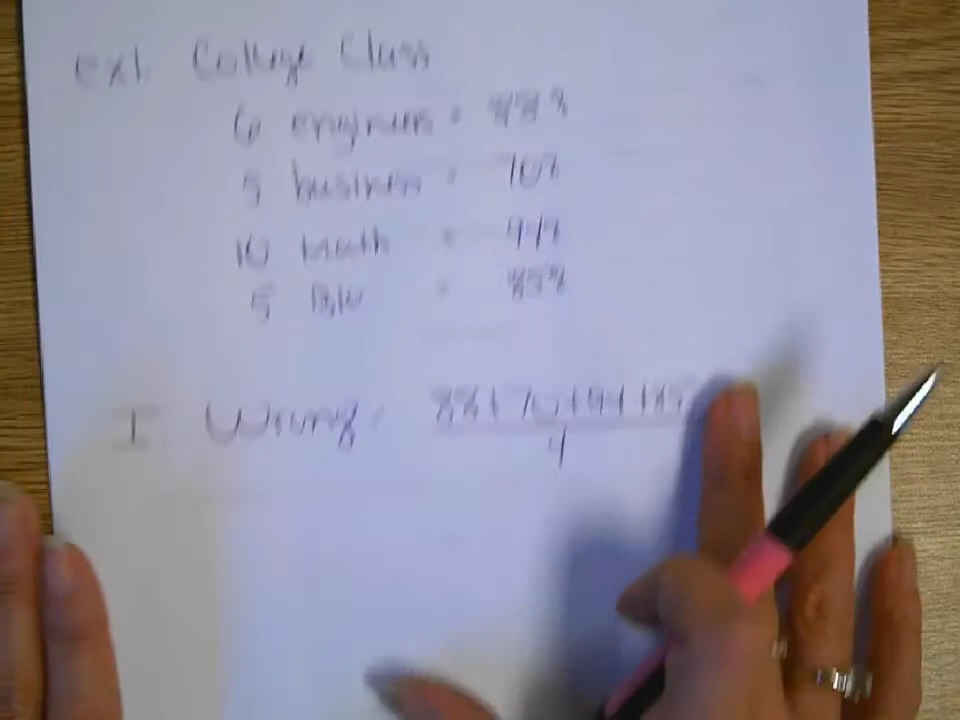 ex1. College Class
6 engineers = 88%
5 business = 70%
10 math = 94%
5 = 85%
I Wrong = 88+70+94+85
4